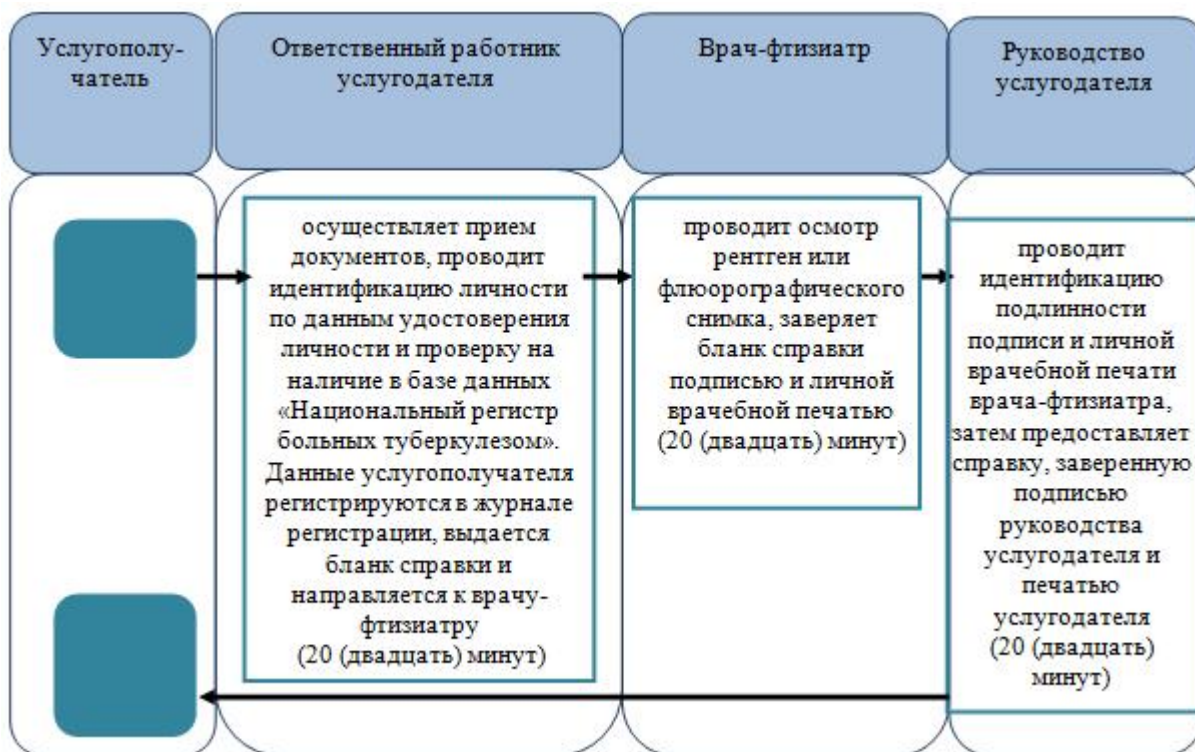 Услугополу-
чатель
Ответственный работник
услугодателя
Врач-фтизиатр
Руководство
услугодателя
осуществляет прием
документов, проводит
идентификацию личности
по данным удостоверения
личности и проверку на
наличие в базе данных
«Национальный регистр
больных туберкулезом».
Данные услугополучателя
регистрируются в журнале
регистрации, выдается
бланк справки и
направляется к врачу-
фтизиатру
(20 (двадцать) минут)
проводит осмотр
рентген или
флюорографического
снимка, заверяет
бланк справки
подписью и личной
врачебной печатью
(20 (двадцать) минут)
проводит
идентификацию
подлинности
подписи и личной
врачебной печати
врача-фтизиатра,
затем предоставляет
справку, заверенную
подписью
руководства
услугодателя и
печатью
услугодателя
(20 (двадцать)
минут)